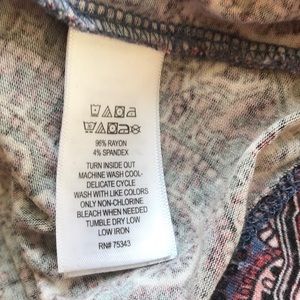 96% RAYON
4% SPANDEX
TURN INSIDE OUT
MACHINE WASH COOL-
DELICATE CYCLE
WASH WITH LIKE COLORS
ONLY NON-CHLORINE
BLEACH WHEN NEEDED
TUMBLE DRY LOW
LOW IRON
RN# 75343